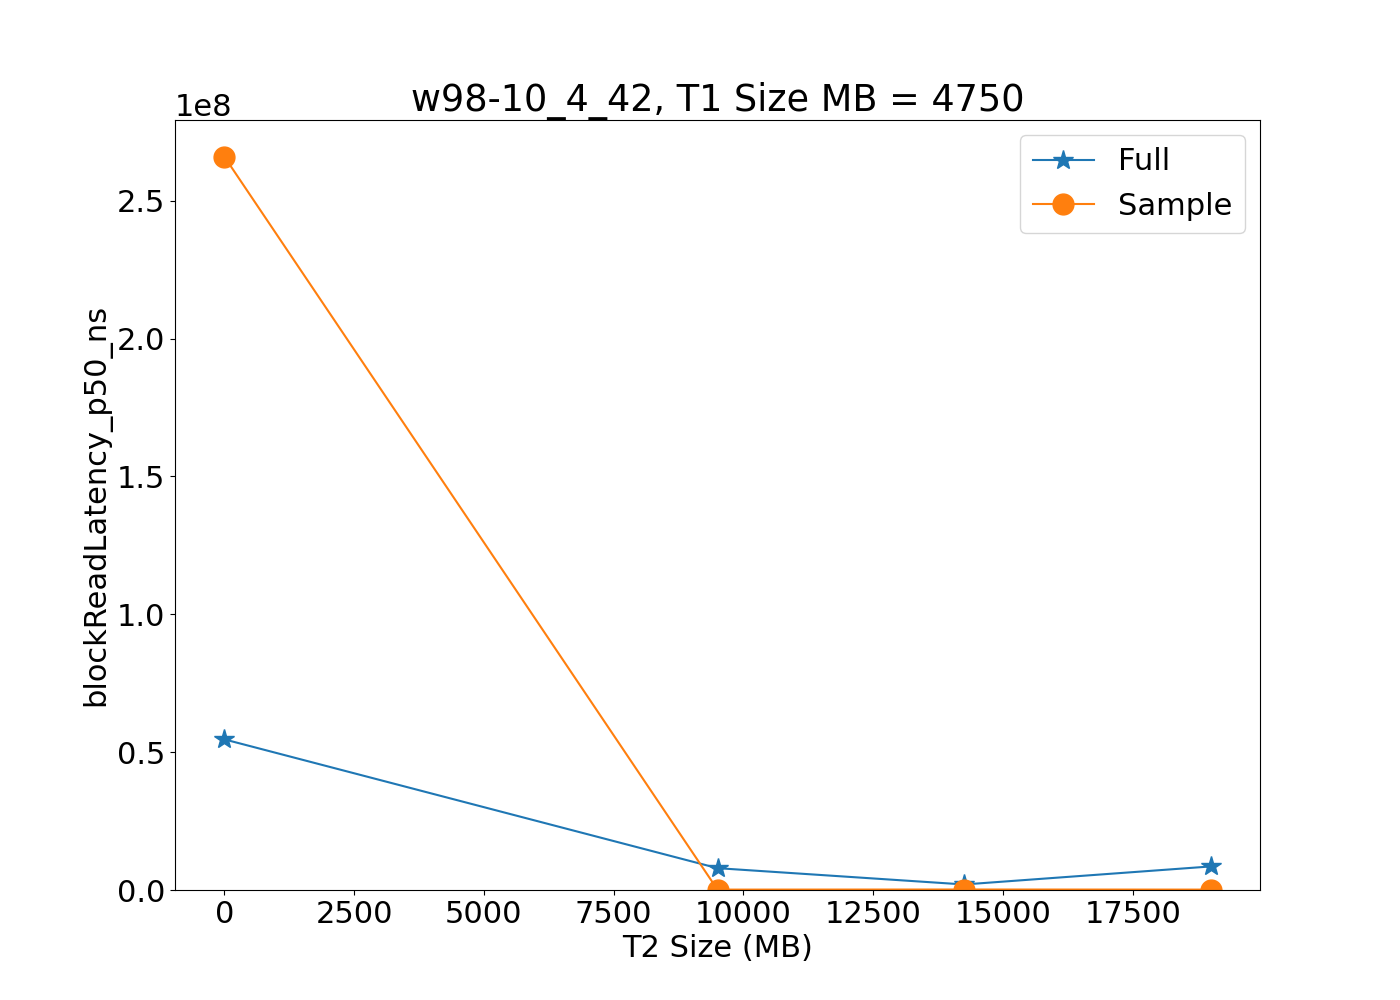 w98-10_4_42, T1 Size MB = 4750
1e8
Full
Sample
blockReadLatency_p50_ns
2.5
2.0
1.5
1.0
0.5
0.0
0 2500 5000 7500 10000 12500 15000 17500
T2 Size (MB)